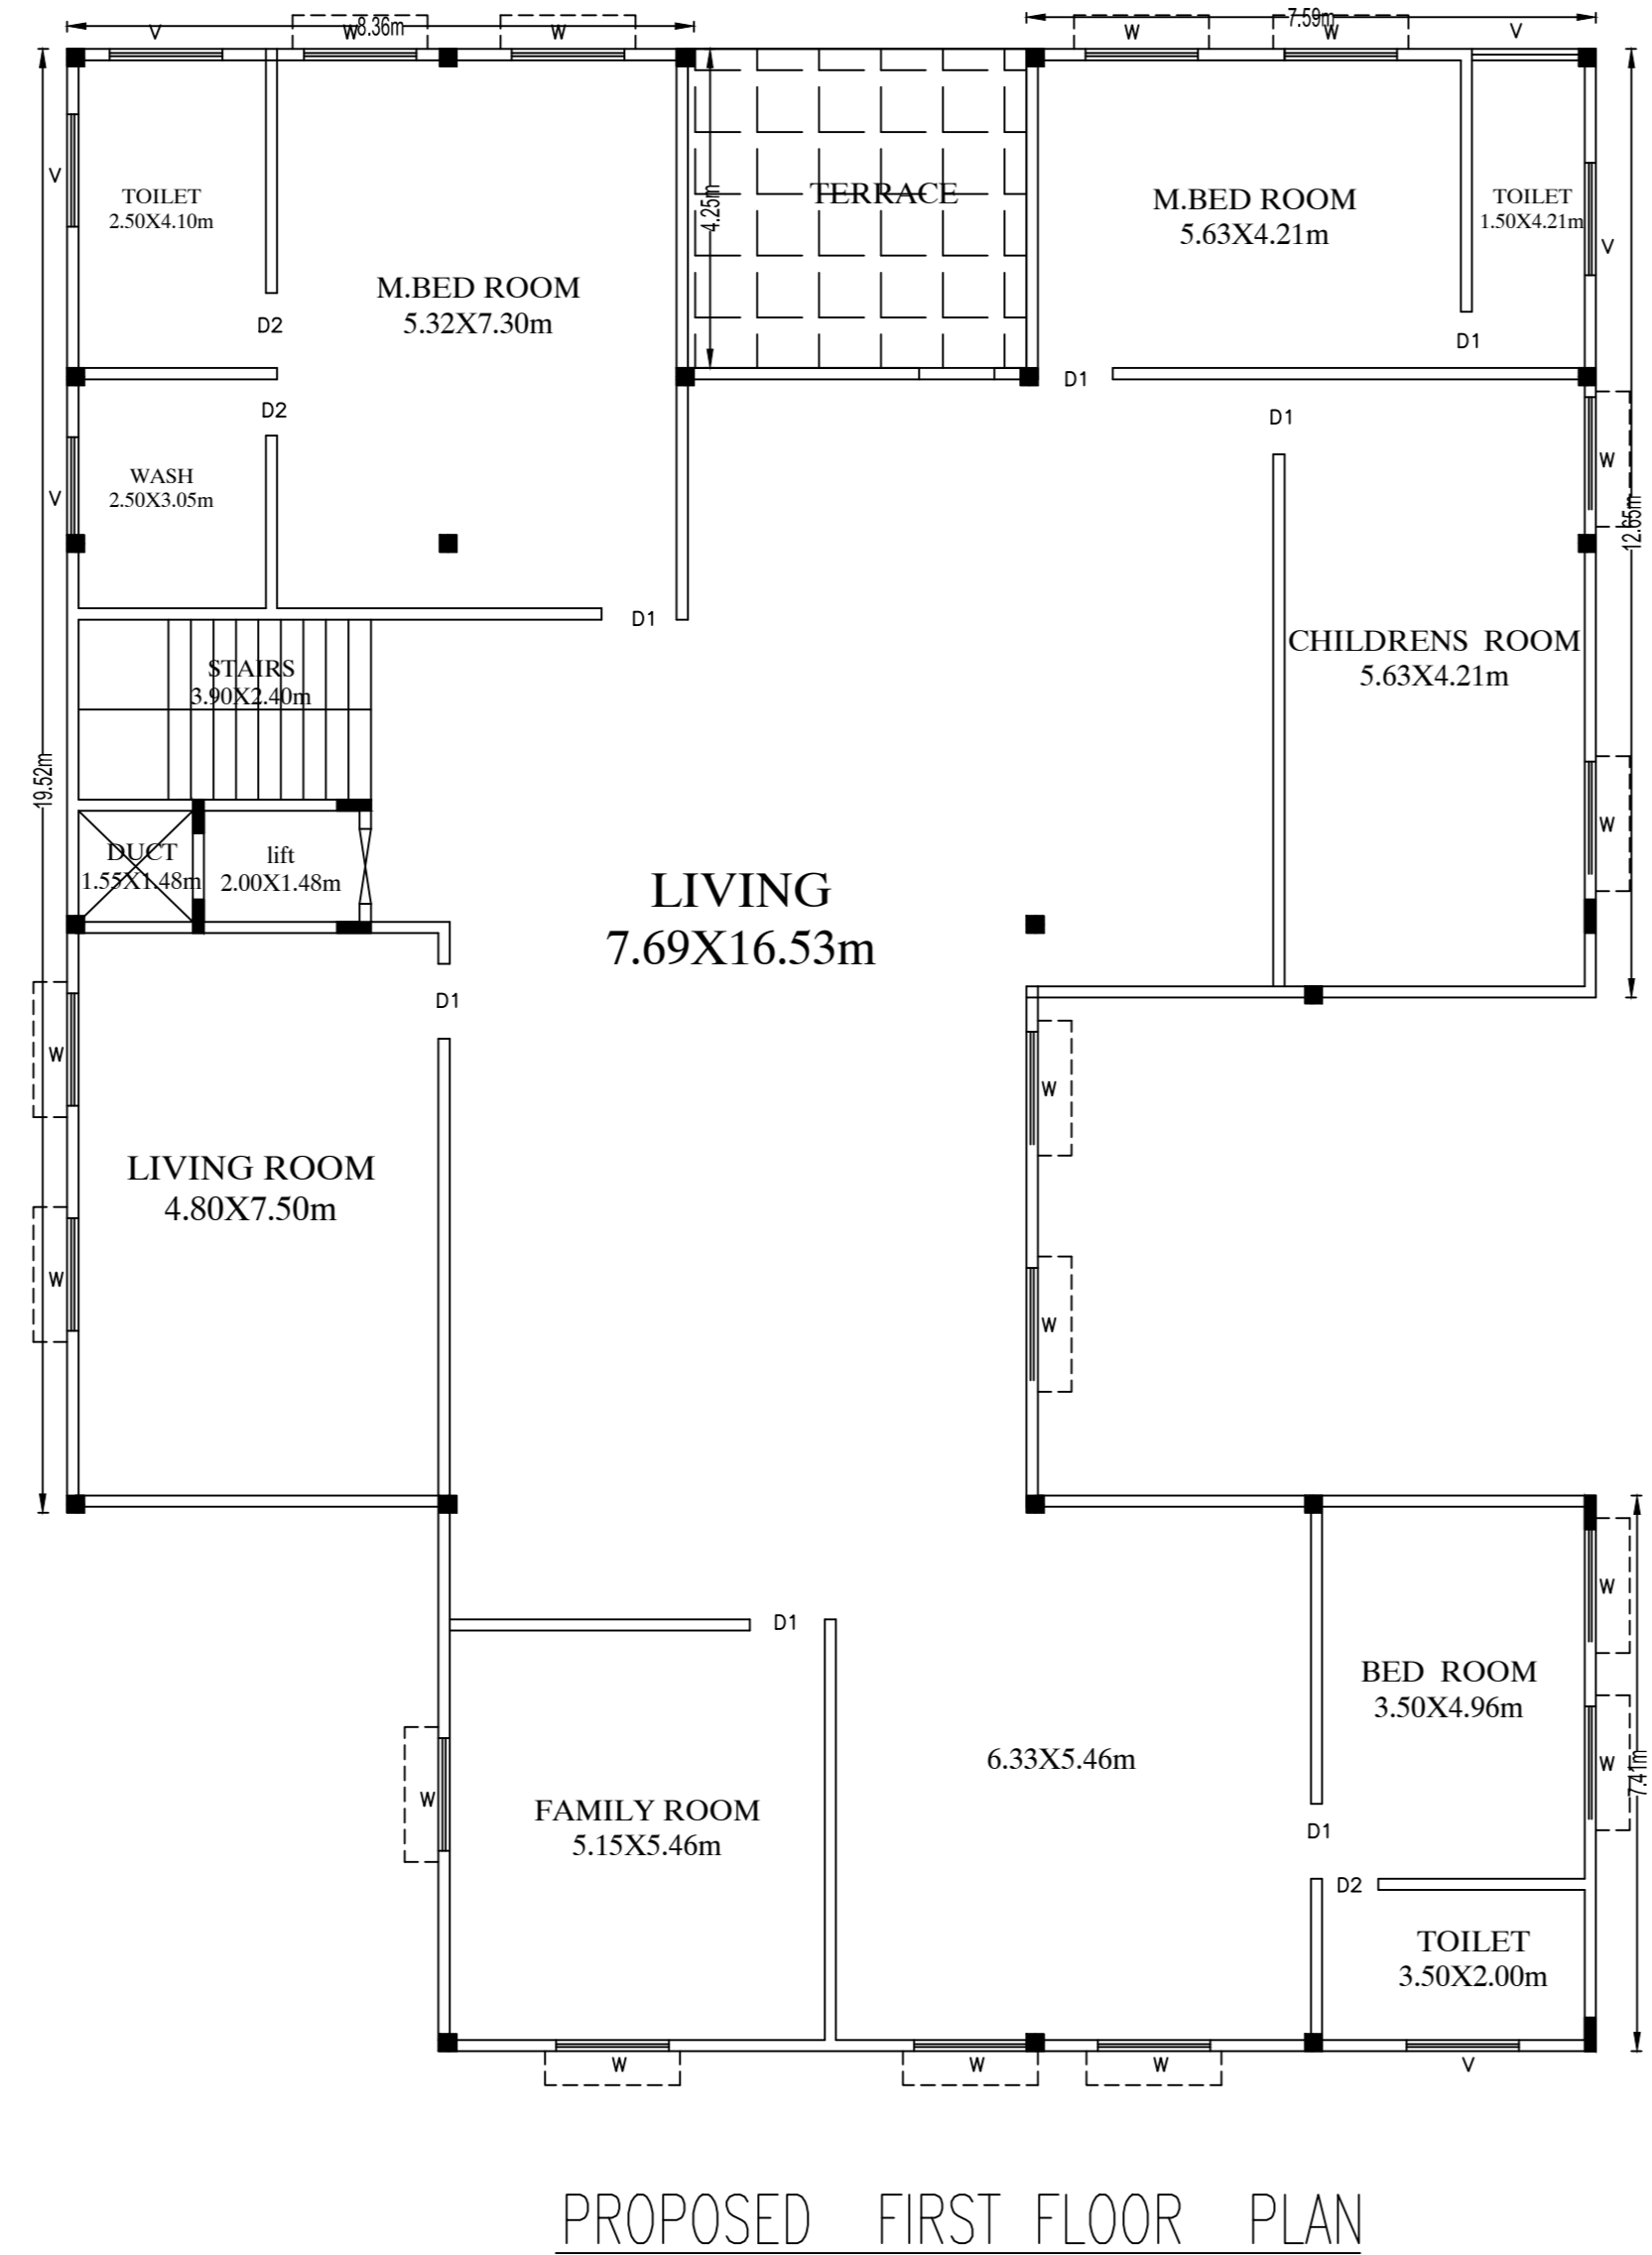 8.36m
7.59m
V
W
W
W
W
V
V
TOILET
2.50X4.10m
4.25m
TERRACE
M.BED ROOM
5.63X4.21m
TOILET
1.50X4.21m
V
M.BED ROOM
5.32X7.30m
D2
D1
D1
D2
D1
WASH
2.50X3.05m
V
W
12.65m
D1
CHILDRENS ROOM
5.63X4.21m
STAIRS
3.90X2.40m
19.52m
W
DUCT
1.55X1.48m
lift
2.00X1.48m
LIVING
7.69X16.53m
D1
W
W
LIVING ROOM
4.80X7.50m
W
W
D1
W
BED ROOM
3.50X4.96m
6.33X5.46m
W
7.41m
W
FAMILY ROOM
5.15X5.46m
D1
D2
TOILET
3.50X2.00m
W
W
W
V
PROPOSED FIRST FLOOR PLAN